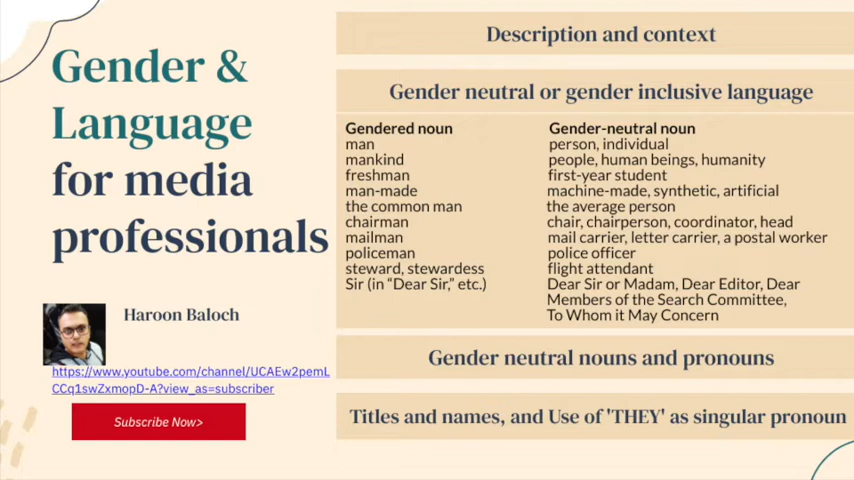 Gender &
Language
for media
professionals
Haroon Baloch
https://www.youtube.com/channel/UCAEw2pemL
CCq1swZxmopD-A?view_as=subscriber
Subscribe Now>
Description and context
Gender neutral or gender inclusive language
Gendered noun Gender-neutral noun
man person, individual
mankind people, human beings, humanity
freshman first-year student
man-made machine-made, synthetic, artificial
the common man the average person
chairman chair, chairperson, coordinator, head
mailman mail carrier, letter carrier, a postal worker
policeman police officer
steward, stewardess flight attendant
Sir (in “Dear Sir,” etc.) Dear Sir or Madam, Dear Editor, Dear
Members of the Search Committee,
To Whom it May Concern
Gender neutral nouns and pronouns
Titles and names, and Use of 'THEY' as singular pronoun